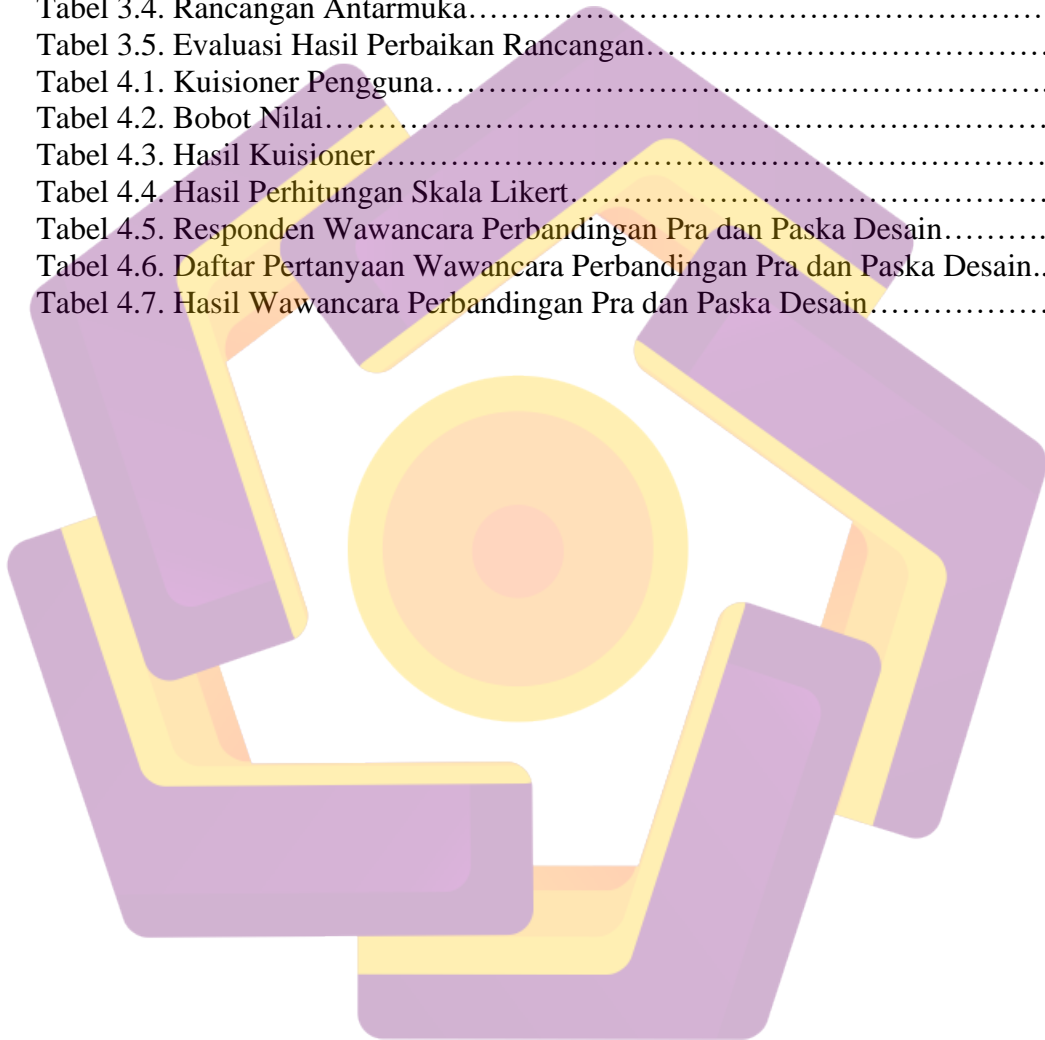 Tabel 3.4. Rancangan Antarmuka…………………………………………………
Tabel 3.5. Evaluasi Hasil Perbaikan Rancangan………………………………
Tabel 4.1. Kuisioner Pengguna……………………………………………………
Tabel 4.2. Bobot Nilai………………………………………………………………
Tabel 4.3. Hasil Kuisioner…………………………………………………………
Tabel 4.4. Hasil Perhitungan Skala Likert………………………………………
Tabel 4.5. Responden Wawancara Perbandingan Pra dan Paska Desain……….
Tabel 4.6. Daftar Pertanyaan Wawancara Perbandingan Pra dan Paska Desain..
Tabel 4.7. Hasil Wawancara Perbandingan Pra dan Paska Desain………………